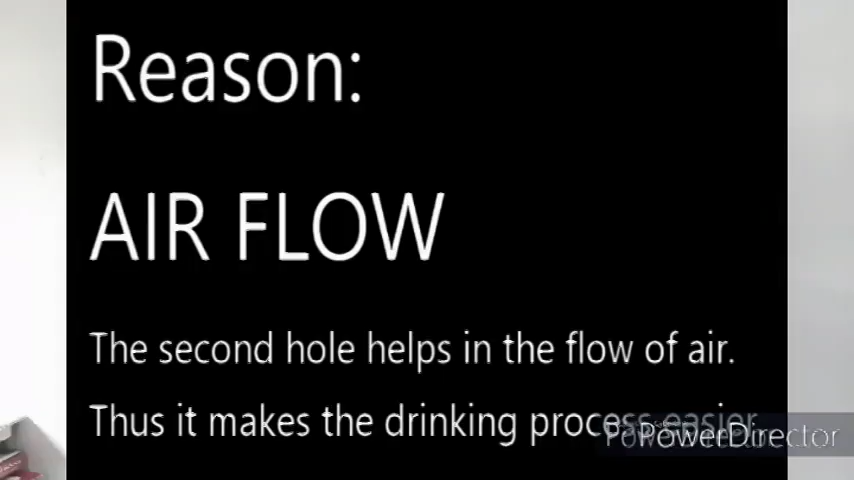 Reason:
AIR FLOW
The second hole helps in the flow of air.
Thus it makes the drinking process easier.
PowerDirector